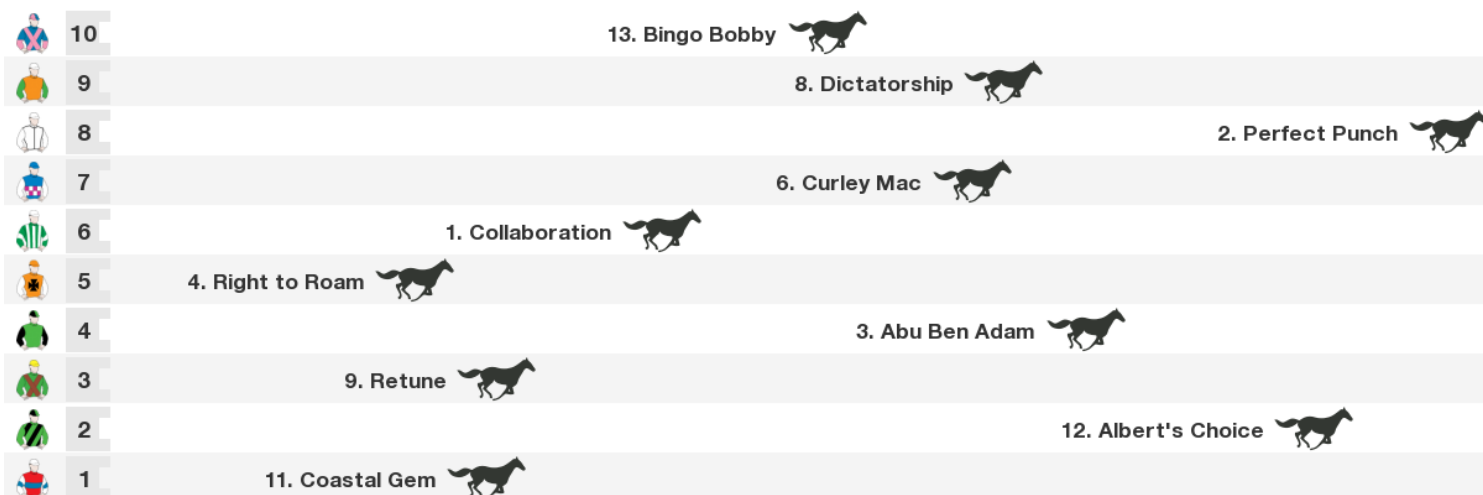 10 13. Bingo Bobby
9 8. Dictatorship
8 2. Perfect Punch
7 6. Curley Mac
6 1. Collaboration
5 4. Right to Roam
4 3. Abu Ben Adam
3 9. Retune
2 12. Albert's Choice
1 11. Coastal Gem